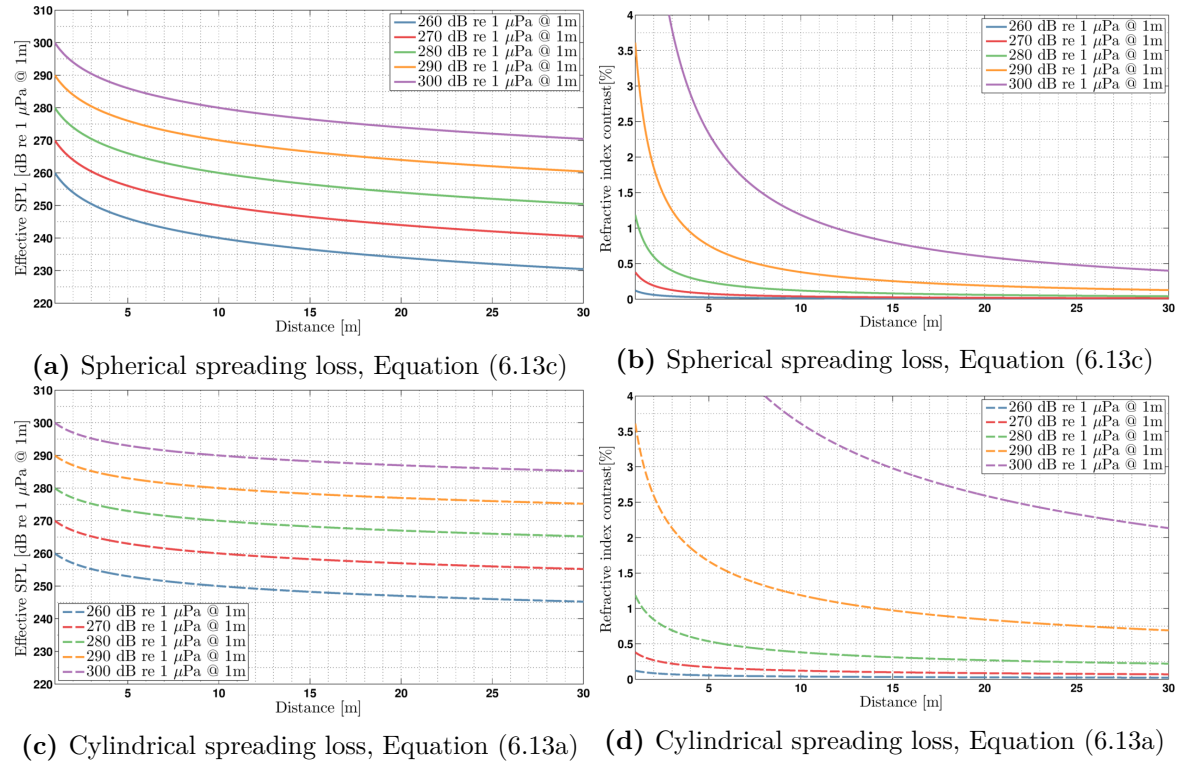 310
300
290
280
270
260
250
240
230
220
Effective SPL [dB re 1 μPa @ 1m]
260 dB re 1 μPa @ 1m
270 dB re 1 μPa @ 1m
280 dB re 1 μPa @ 1m
290 dB re 1 μPa @ 1m
300 dB re 1 μPa @ 1m
5 10 15 20 25 30
Distance [m]
(a) Spherical spreading loss, Equation (6.13c)
4
3.5
3
2.5
2
1.5
1
0.5
0
Refractive index contrast[%]
260 dB re 1 μPa @ 1m
270 dB re 1 μPa @ 1m
280 dB re 1 μPa @ 1m
290 dB re 1 μPa @ 1m
300 dB re 1 μPa @ 1m
5 10 15 20 25 30
Distance [m]
(b) Spherical spreading loss, Equation (6.13c)
310
300
290
280
270
260
250
240
230
220
Effective SPL [dB re 1 μPa @ 1m]
260 dB re 1 μPa @ 1m
270 dB re 1 μPa @ 1m
280 dB re 1 μPa @ 1m
290 dB re 1 μPa @ 1m
300 dB re 1 μPa @ 1m
5 10 15 20 25 30
Distance [m]
(c) Cylindrical spreading loss, Equation (6.13a)
4
3.5
3
2.5
2
1.5
1
0.5
0
Refractive index contrast[%]
260 dB re 1 μPa @ 1m
270 dB re 1 μPa @ 1m
280 dB re 1 μPa @ 1m
290 dB re 1 μPa @ 1m
300 dB re 1 μPa @ 1m
5 10 15 20 25 30
Distance [m]
(d) Cylindrical spreading loss, Equation (6.13a)